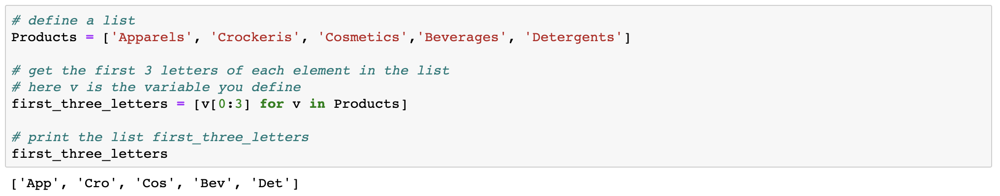 # define a list
Products = ['Apparels', 'Crockeris', 'Cosmetics','Beverages', 'Detergents']
# get the first 3 letters of each element in the list
# here v is the variable you define
first_three_letters = [v[0:3] for v in Products]
# print the list first_three_letters
first_three_letters
['App', 'Cro', 'Cos', 'Bev', 'Det']